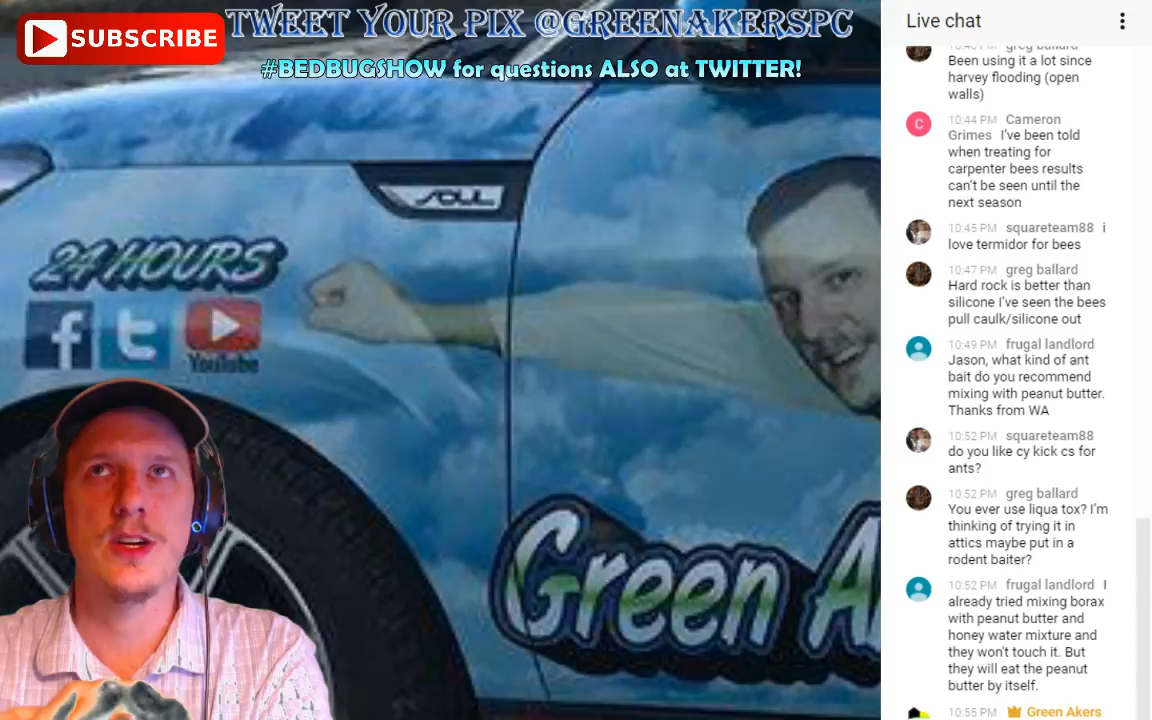 SUBSCRIBE
TWEET YOUR PIX @GREENAKERSPC
#BEDBUGSHOW for questions ALSO at TWITTER!
SOUL
24 HOURS
f t YouTube
Green A
Live chat
10:40 PM greg ballard
Been using it a lot since
harvey flooding (open
walls)
C
10:44 PM Cameron
Grimes I've been told
when treating for
carpenter bees results
can't be seen until the
next season
10:45 PM squareteam88 i
love termidor for bees
10:47 PM greg ballard
Hard rock is better than
silicone I've seen the bees
pull caulk/silicone out
10:49 PM frugal landlord
Jason, what kind of ant
bait do you recommend
mixing with peanut butter.
Thanks from WA
10:52 PM squareteam88
do you like cy kick cs for
ants?
10:52 PM greg ballard
You ever use liqua tox? I'm
thinking of trying it in
attics maybe put in a
rodent baiter?
10:52 PM frugal landlord I
already tried mixing borax
with peanut butter and
honey water mixture and
they won't touch it. But
they will eat the peanut
butter by itself.
10:55 PM Green Akers